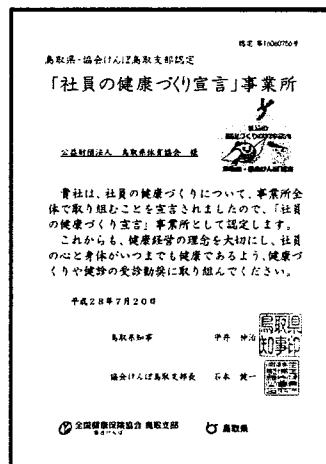 認定 第16060756号
鳥取県・協会けんぽ鳥取支部認定
「社員の健康づくり宣言」事業所
公益財団法人 鳥取県体育協会 様
貴社は、社員の健康づくりについて、事業所全
体で取り組むことを宣言されましたので、「社員
の健康づくり宣言」事業所として認定します。
これからも、健康経営の理念を大切にし、社員
の心と身体がいつまでも健康であるよう、健康づ
くりや健診の受診勧奨に取り組んでください。
平成28年7月20日
鳥取県知事 平井 伸治
鳥取県
知事印
協会けんぽ鳥取支部長 石本 健一
全国健康保険協会 鳥取支部
協会けんぽ
鳥取県